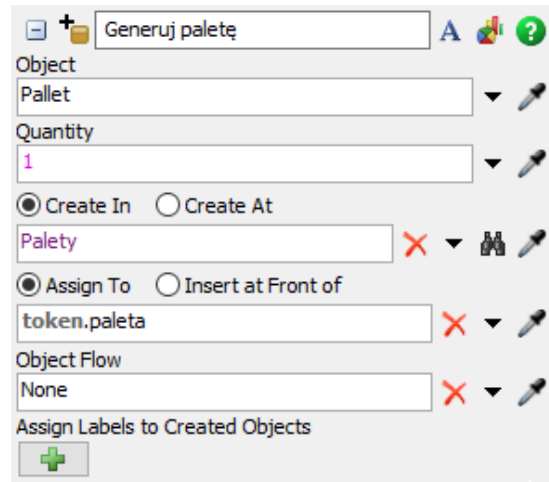 Generuj paletę A ?
Object
Pallet
Quantity
1
Create In Create At
Palety
Assign To Insert at Front of
token.paleta
Object Flow
None
Assign Labels to Created Objects